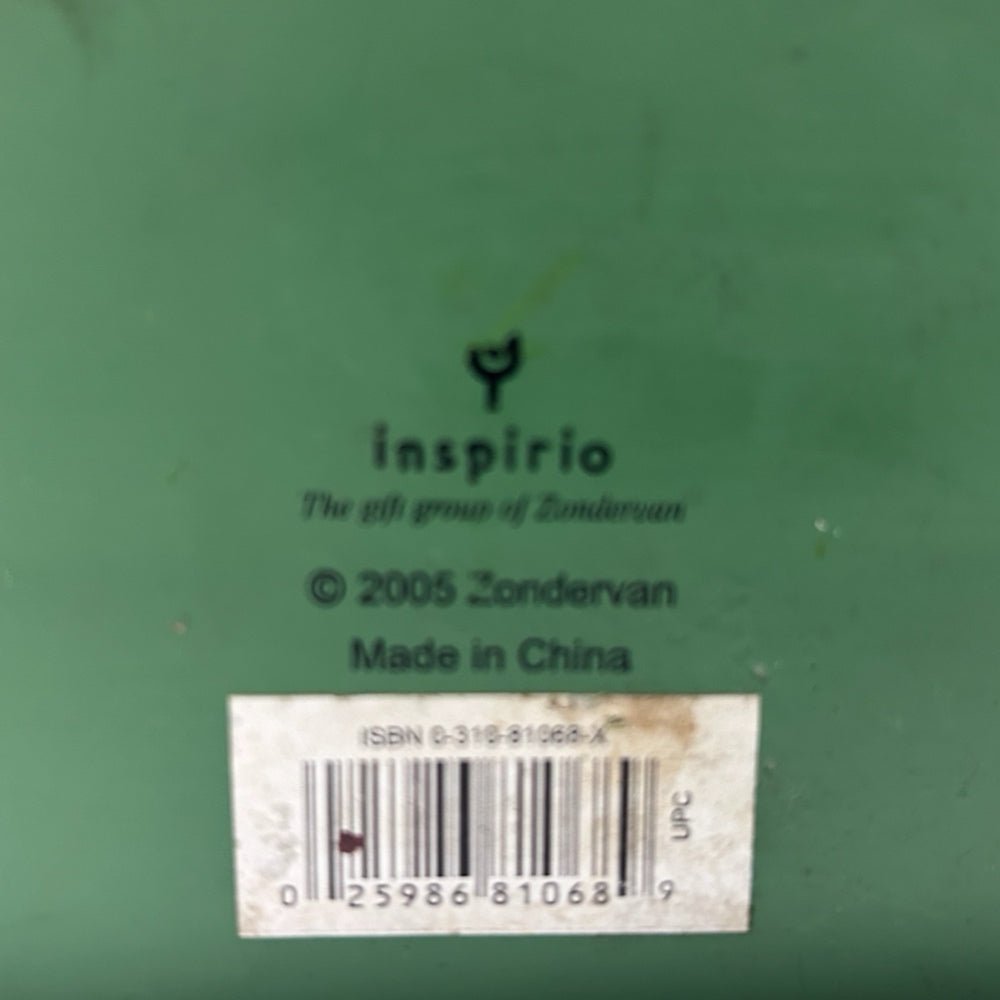 inspirio
The gift group of Zondervan
© 2005 Zondervan
Made in China
ISBN 0-310-81068-X
UPC
0 25986 81068 9